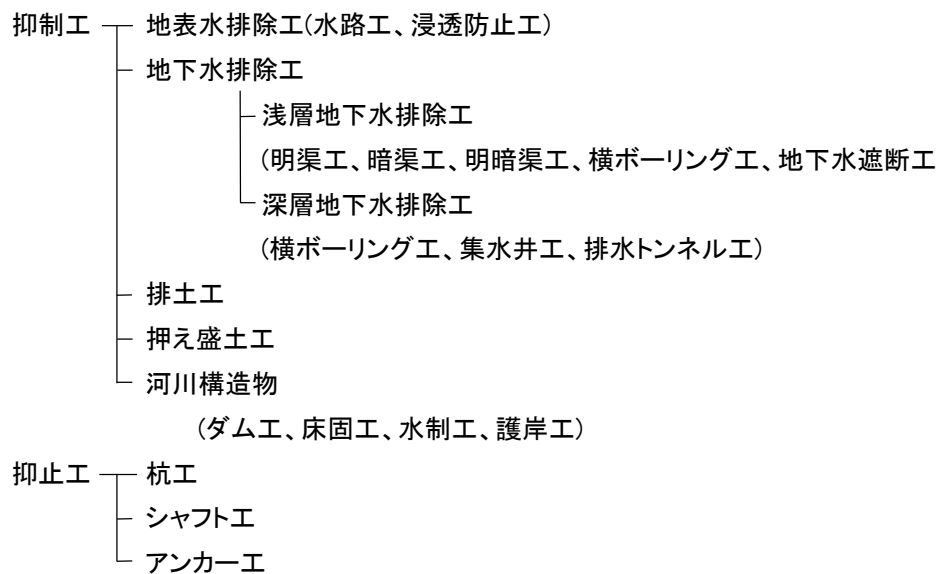 抑制工 地表水排除工(水路工、浸透防止工)
地下水排除工
浅層地下水排除工
(明渠工、暗渠工、明暗渠工、横ボーリング工、地下水遮断工
深層地下水排除工
(横ボーリング工、集水井工、排水トンネル工)
排土工
押え盛土工
河川構造物
(ダム工、床固工、水制工、護岸工)
抑止工 杭工
シャフト工
アンカー工